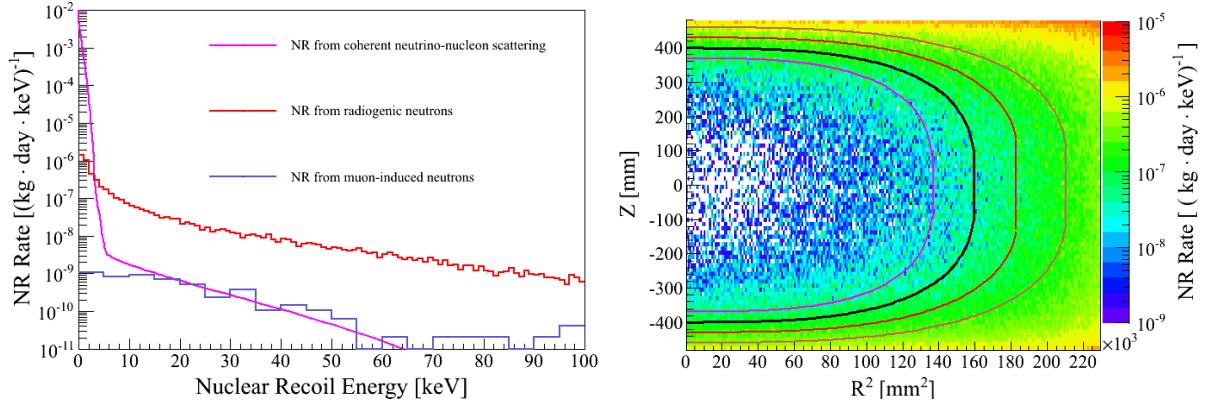 NR Rate [(kg · day · keV)⁻¹]
10⁻²
10⁻³
10⁻⁴
10⁻⁵
10⁻⁶
10⁻⁷
10⁻⁸
10⁻⁹
10⁻¹⁰
10⁻¹¹
NR from coherent neutrino-nucleon scattering
NR from radiogenic neutrons
NR from muon-induced neutrons
0 10 20 30 40 50 60 70 80 90 100
Nuclear Recoil Energy [keV]
Z [mm]
400
300
200
100
0
-100
-200
-300
-400
0 20 40 60 80 100 120 140 160 180 200 220
×10³
R² [mm²]
10⁻⁵
10⁻⁶
10⁻⁷
10⁻⁸
10⁻⁹
NR Rate [ ( kg · day · keV)⁻¹